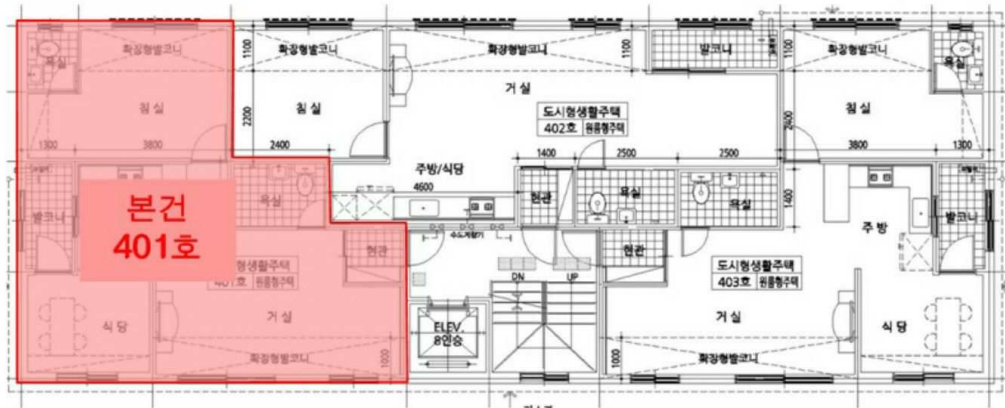 확장형발코니
확장형발코니
확장형발코니
발코니
확장형발코니
욕실
1100
1100
1100
1100
욕실
침 실
침 실
거 실
침 실
2200
2400
도시형생활주택
402호 원룸형주택
1300
3800
2400
1400
2500
2500
3800
1300
주방/식당
4600
발코니
욕실
현관
욕실
욕실
1400
주 방
발코니
본건
401호
수도계량기
현관
현관
형생활주택
401호 원룸형주택
DN
UP
도시형생활주택
403호 원룸형주택
식 당
거 실
ELEV.
8인승
거 실
식 당
확장형발코니
1000
1000
확장형발코니